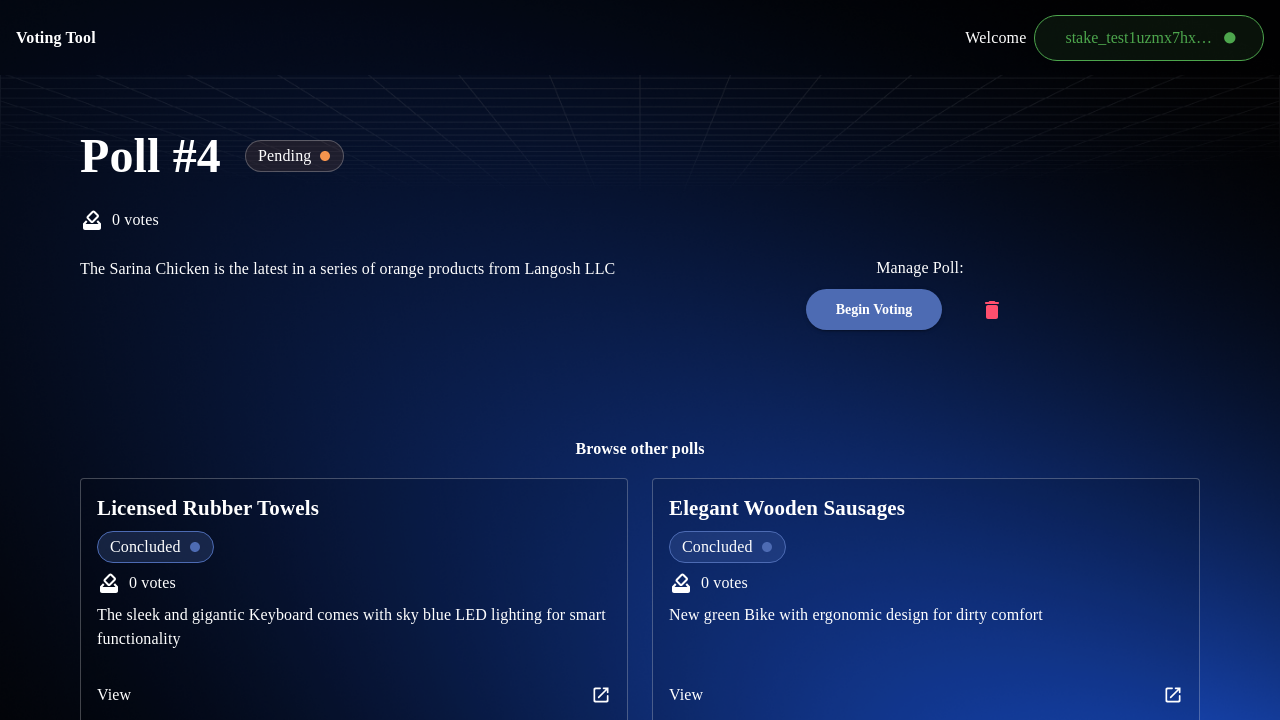 Voting Tool
Welcome
stake_test1uzmx7hx…
Poll #4
Pending
0 votes
The Sarina Chicken is the latest in a series of orange products from Langosh LLC
Manage Poll:
Begin Voting
Browse other polls
Licensed Rubber Towels
Concluded
0 votes
The sleek and gigantic Keyboard comes with sky blue LED lighting for smart
functionality
View
Elegant Wooden Sausages
Concluded
0 votes
New green Bike with ergonomic design for dirty comfort
View